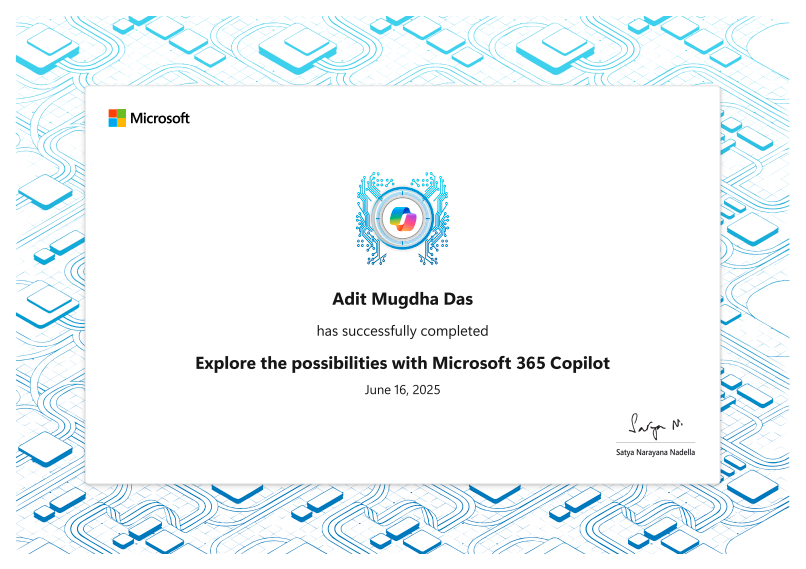 Microsoft
Adit Mugdha Das
has successfully completed
Explore the possibilities with Microsoft 365 Copilot
June 16, 2025
Satya N.
Satya Narayana Nadella